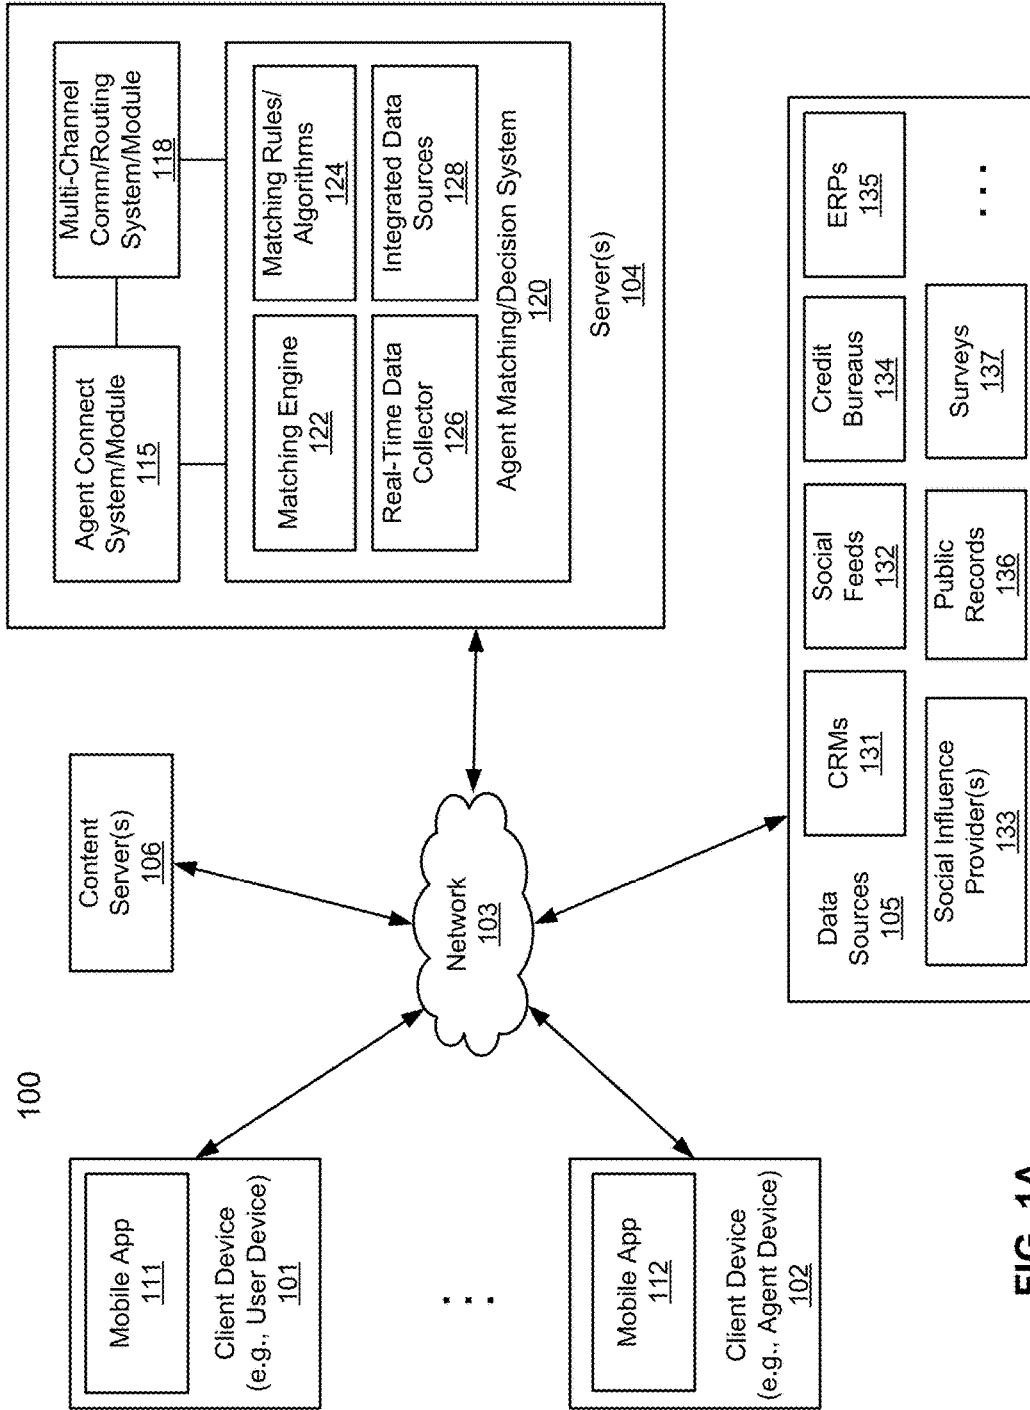 100
Mobile App
111
Client Device
(e.g., User Device)
101
. . .
Mobile App
112
Client Device
(e.g., Agent Device)
102
Content
Server(s)
106
Network
103
Agent Connect
System/Module
115
Multi-Channel
Comm/Routing
System/Module
118
Matching Engine
122
Matching Rules/
Algorithms
124
Real-Time Data
Collector
126
Integrated Data
Sources
128
Agent Matching/Decision System
120
Server(s)
104
Data
Sources
105
CRMs
131
Social
Feeds
132
Credit
Bureaus
134
ERPs
135
Social Influence
Provider(s)
133
Public
Records
136
Surveys
137
. . .
FIG. 1A